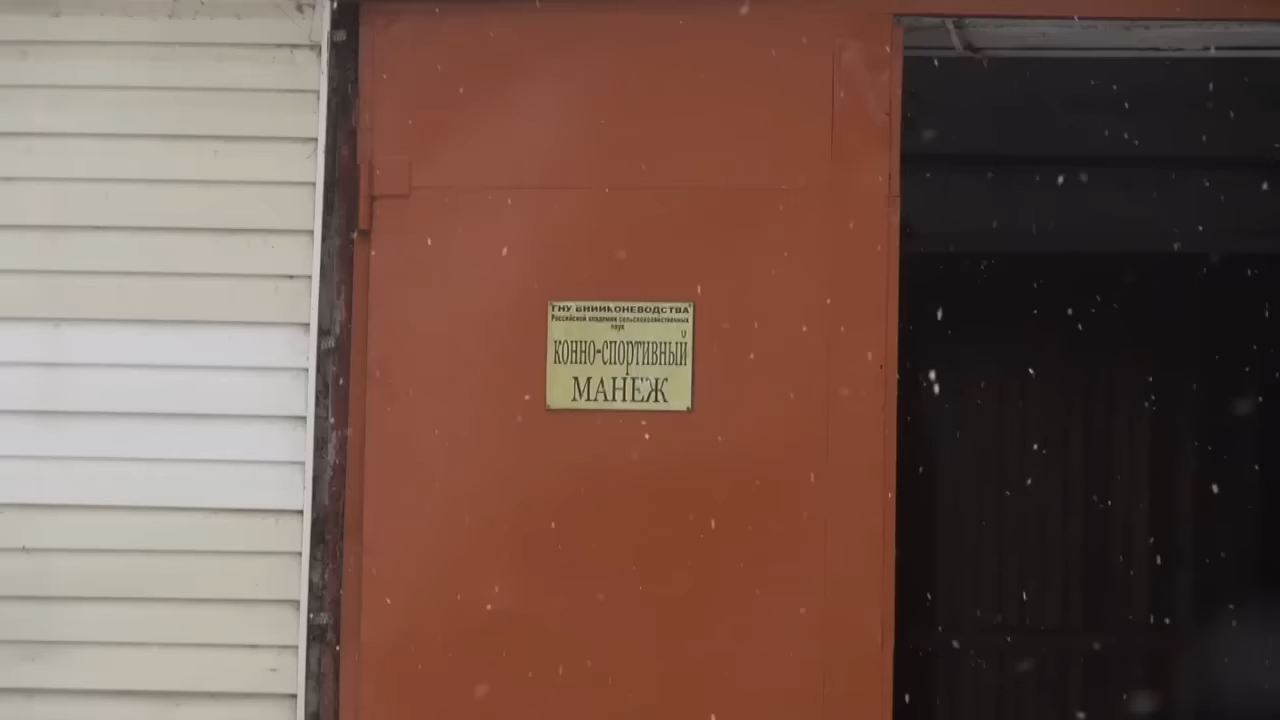 ГНУ ВНИИКОНЕВОДСТВА
Российской академии сельскохозяйственных
наук
КОННО-СПОРТИВНЫЙ
МАНЕЖ